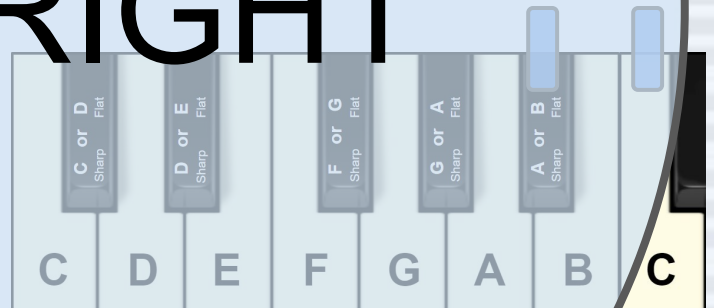 RIGHT
C or D
Sharp Flat
D or E
Sharp Flat
F or G
Sharp Flat
G or A
Sharp Flat
A or B
Sharp Flat
C D E F G A B C